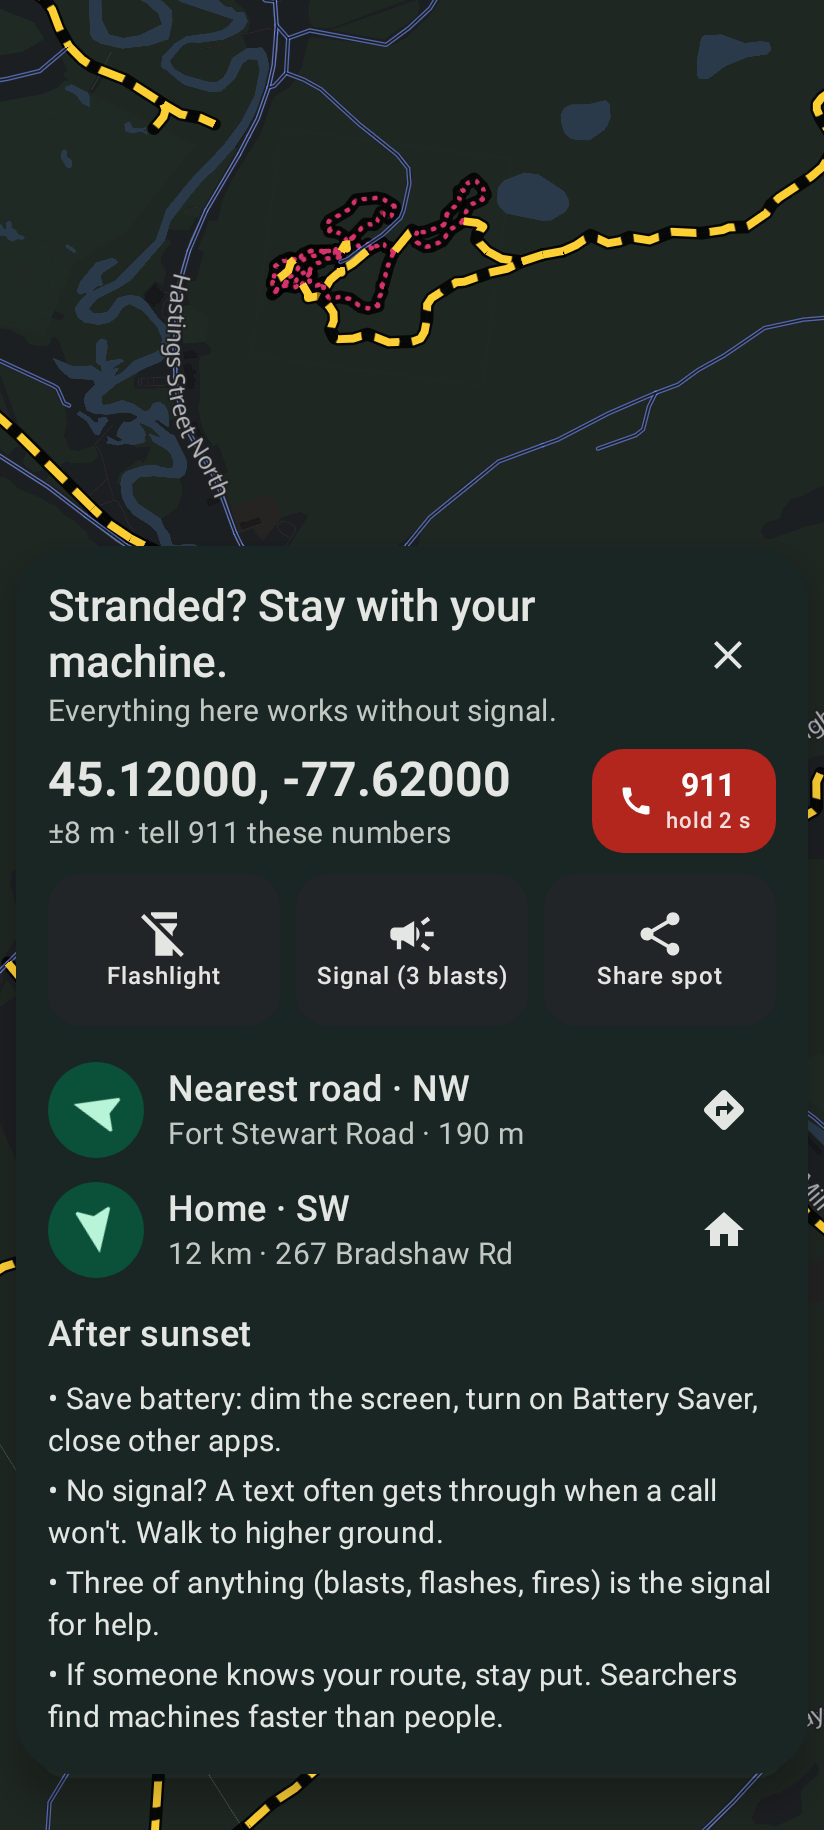 Hastings Street North
Stranded? Stay with your
machine.
Everything here works without signal.
45.12000, -77.62000
±8 m · tell 911 these numbers
911
hold 2 s
Flashlight
Signal (3 blasts)
Share spot
Nearest road · NW
Fort Stewart Road · 190 m
Home · SW
12 km · 267 Bradshaw Rd
After sunset
• Save battery: dim the screen, turn on Battery Saver,
close other apps.
• No signal? A text often gets through when a call
won't. Walk to higher ground.
• Three of anything (blasts, flashes, fires) is the signal
for help.
• If someone knows your route, stay put. Searchers
find machines faster than people.